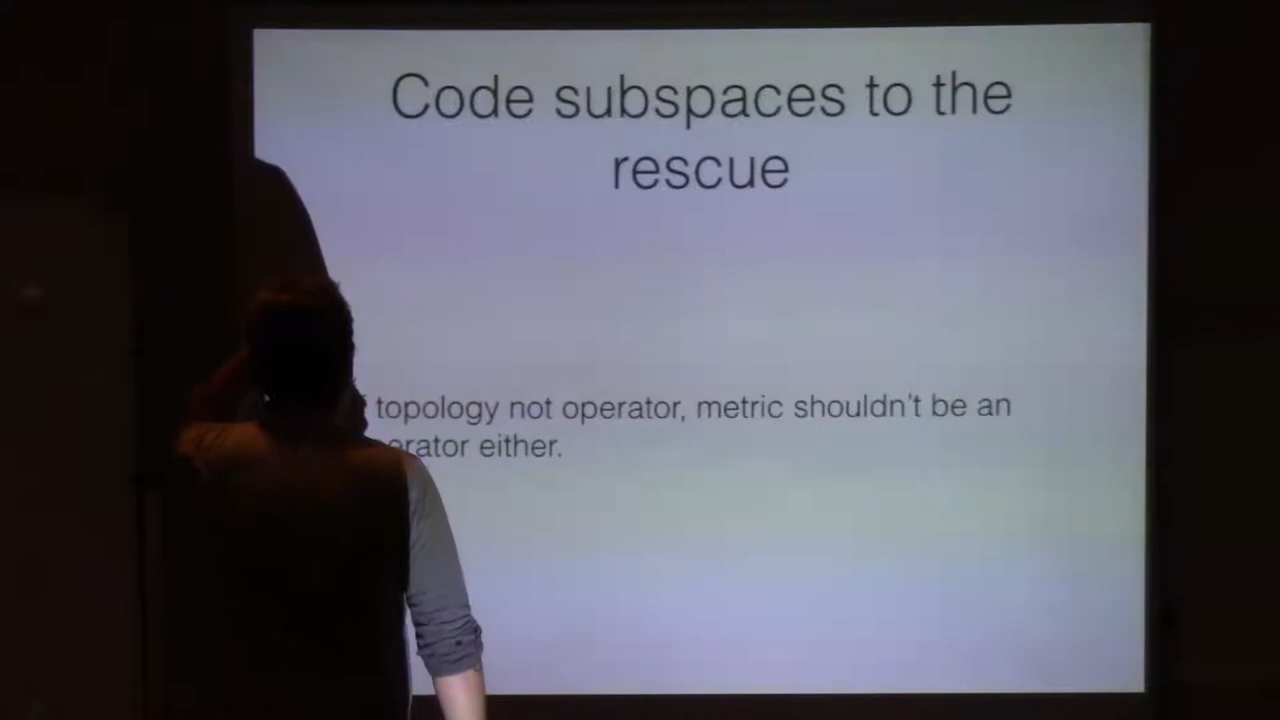 Code subspaces to the
rescue
topology not operator, metric shouldn't be an
erator either.